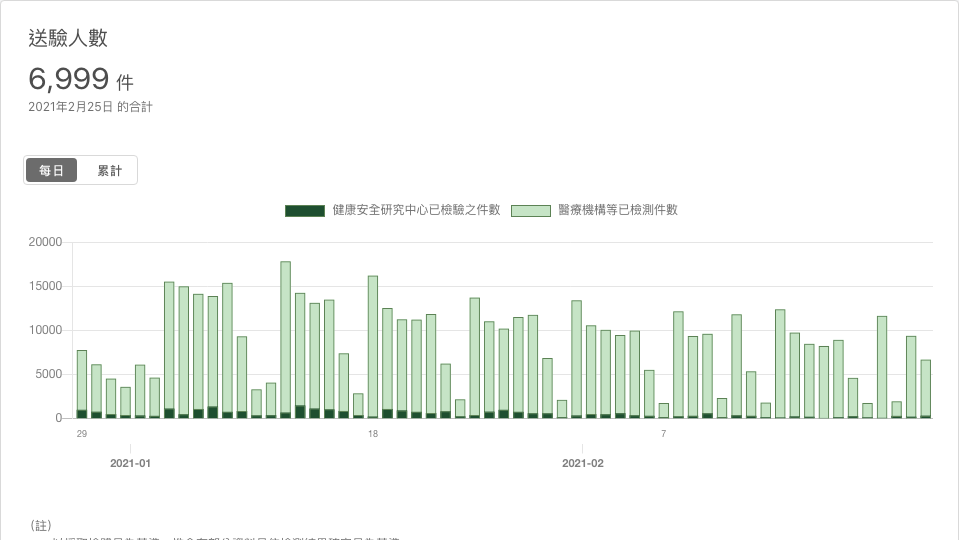 送驗人數
6,999 件
2021年2月25日 的合計
每日 累計
健康安全研究中心已檢驗之件數 醫療機構等已檢測件數
20000
15000
10000
5000
0
29 18 7
2021-01 2021-02
(註)